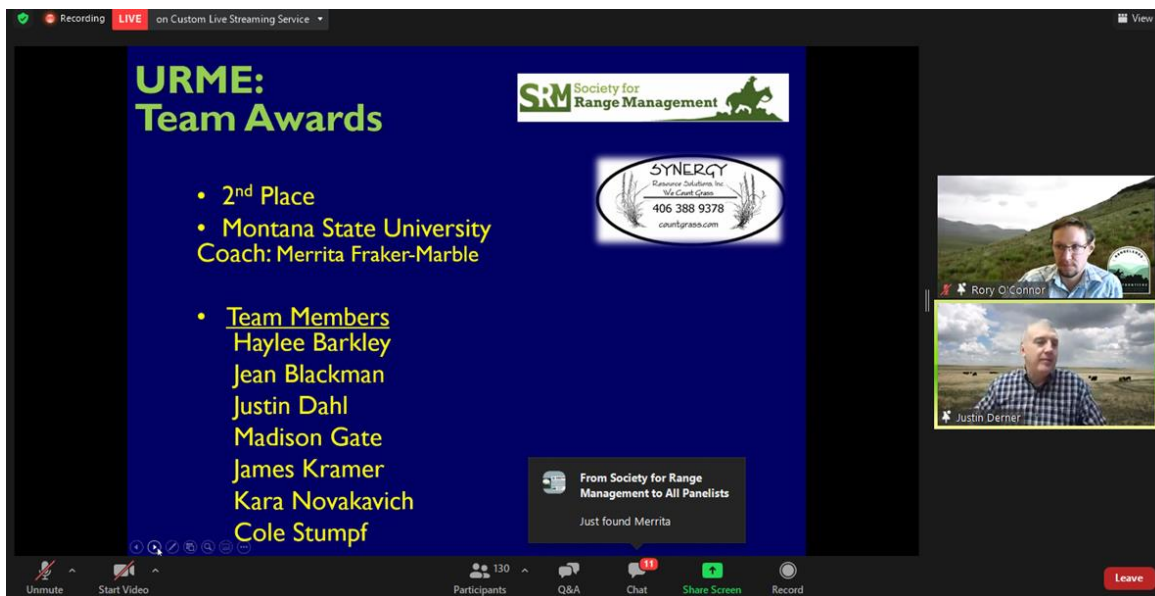 Recording
LIVE
on Custom Live Streaming Service
View
URME:
Team Awards
SRM Society for
Range Management
SYNERGY
Resource Solutions, Inc.
We Count Grass
406 388 9378
countgrass.com
• 2nd Place
• Montana State University
Coach: Merrita Fraker-Marble
• Team Members
Haylee Barkley
Jean Blackman
Justin Dahl
Madison Gate
James Kramer
Kara Novakavich
Cole Stumpf
Rory O'Connor
Justin Derner
From Society for Range
Management to All Panelists
Just found Merrita
Unmute
Start Video
130
Participants
Q&A
11
Chat
Share Screen
Record
Leave